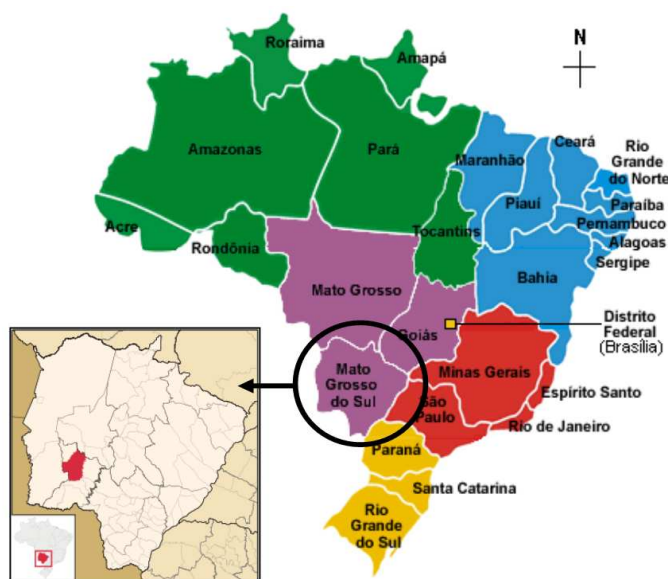 Roraima
Amapá
N
Amazonas
Pará
Maranhão
Ceará
Rio
Grande
do Norte
Piauí
Paraíba
Pernambuco
Acre
Rondônia
Tocantins
Alagoas
Sergipe
Bahia
Mato Grosso
Goiás
Distrito
Federal
(Brasília)
Mato
Grosso
do Sul
Minas Gerais
Espírito Santo
São
Paulo
Rio de Janeiro
Paraná
Santa Catarina
Rio
Grande
do Sul